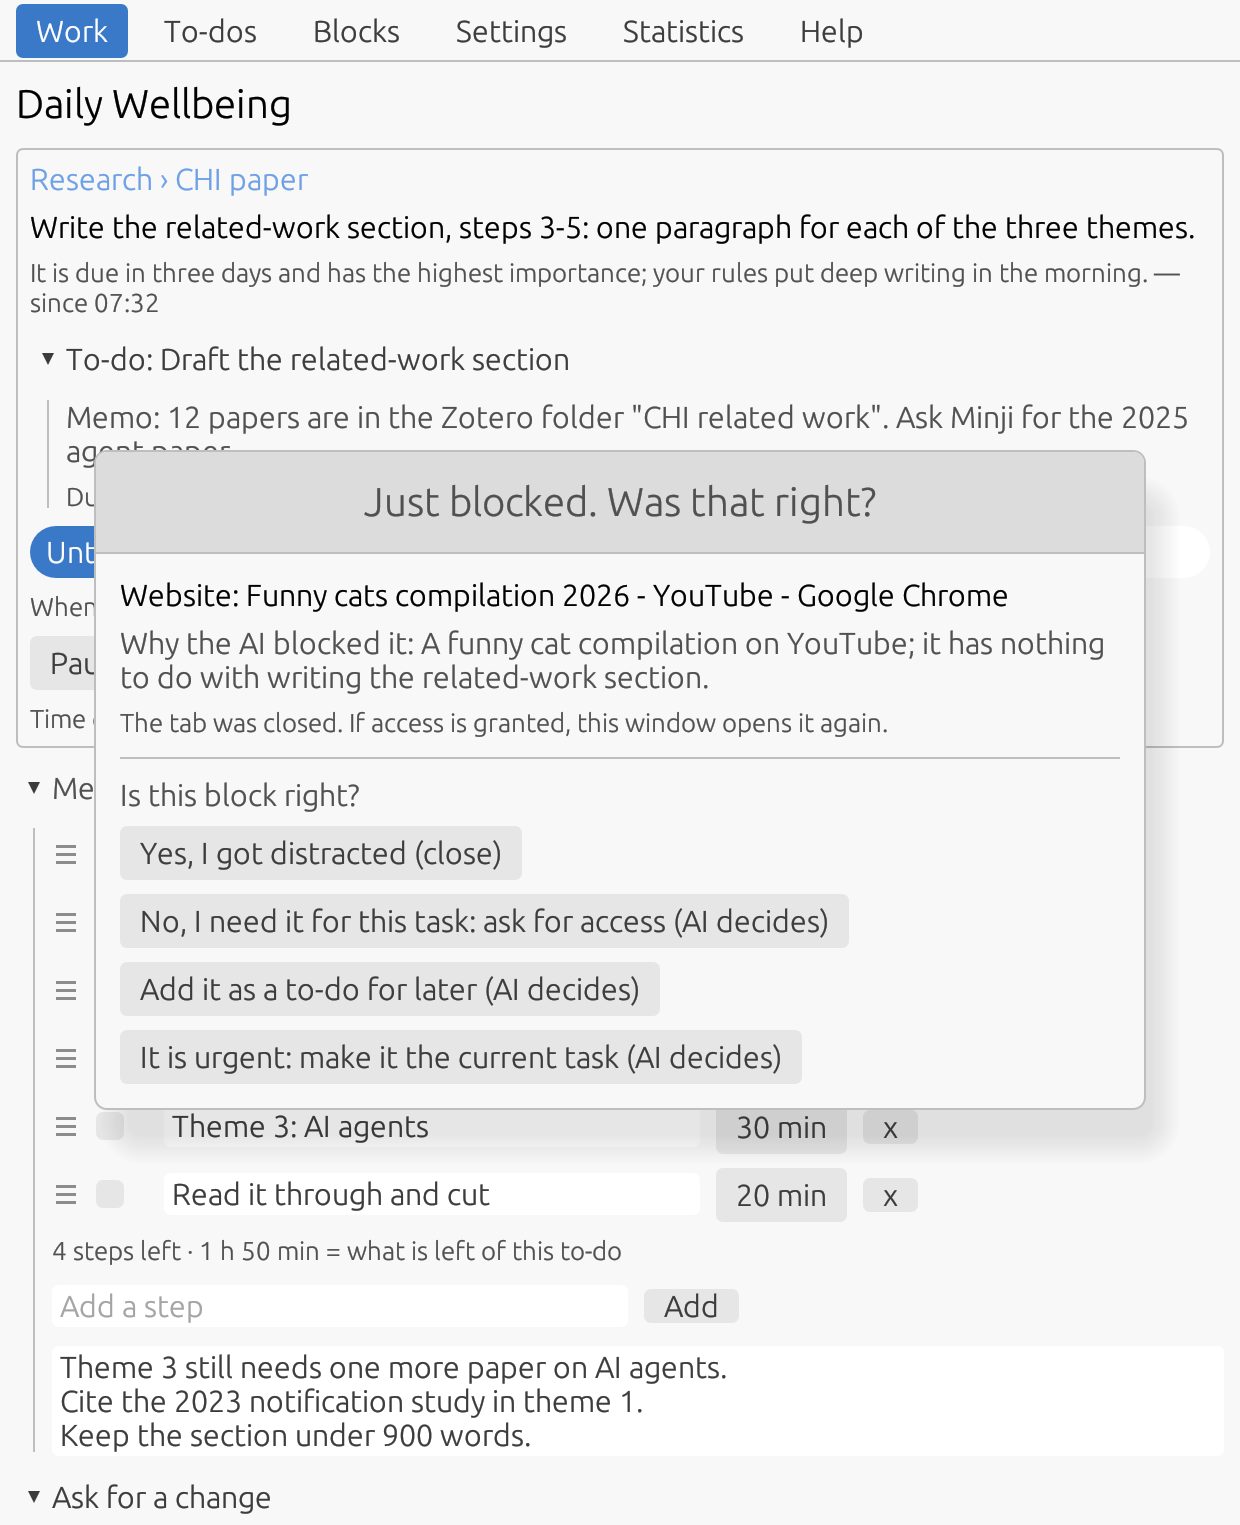 Work To-dos Blocks Settings Statistics Help
Daily Wellbeing
Research › CHI paper
Write the related-work section, steps 3-5: one paragraph for each of the three themes.
It is due in three days and has the highest importance; your rules put deep writing in the morning. —
since 07:32
▼ To-do: Draft the related-work section
Memo: 12 papers are in the Zotero folder "CHI related work". Ask Minji for the 2025
agent paper
Just blocked. Was that right?
Website: Funny cats compilation 2026 - YouTube - Google Chrome
Why the AI blocked it: A funny cat compilation on YouTube; it has nothing
to do with writing the related-work section.
The tab was closed. If access is granted, this window opens it again.
Is this block right?
Yes, I got distracted (close)
No, I need it for this task: ask for access (AI decides)
Add it as a to-do for later (AI decides)
It is urgent: make it the current task (AI decides)
When
Time
Theme 3: AI agents 30 min x
Read it through and cut 20 min x
4 steps left · 1 h 50 min = what is left of this to-do
Add a step Add
Theme 3 still needs one more paper on AI agents.
Cite the 2023 notification study in theme 1.
Keep the section under 900 words.
▼ Ask for a change